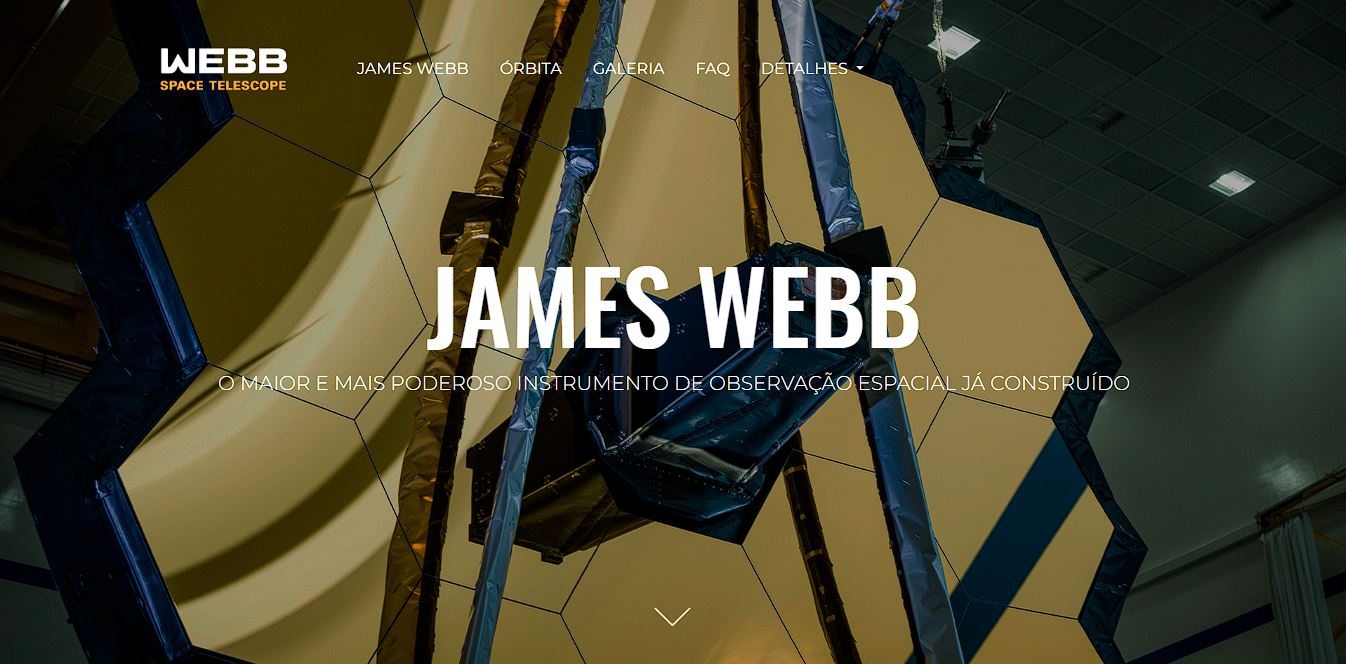 WEBB
SPACE TELESCOPE
JAMES WEBB
ÓRBITA
GALERIA
FAQ
DETALHES
JAMES WEBB
O MAIOR E MAIS PODEROSO INSTRUMENTO DE OBSERVAÇÃO ESPACIAL JÁ CONSTRUÍDO